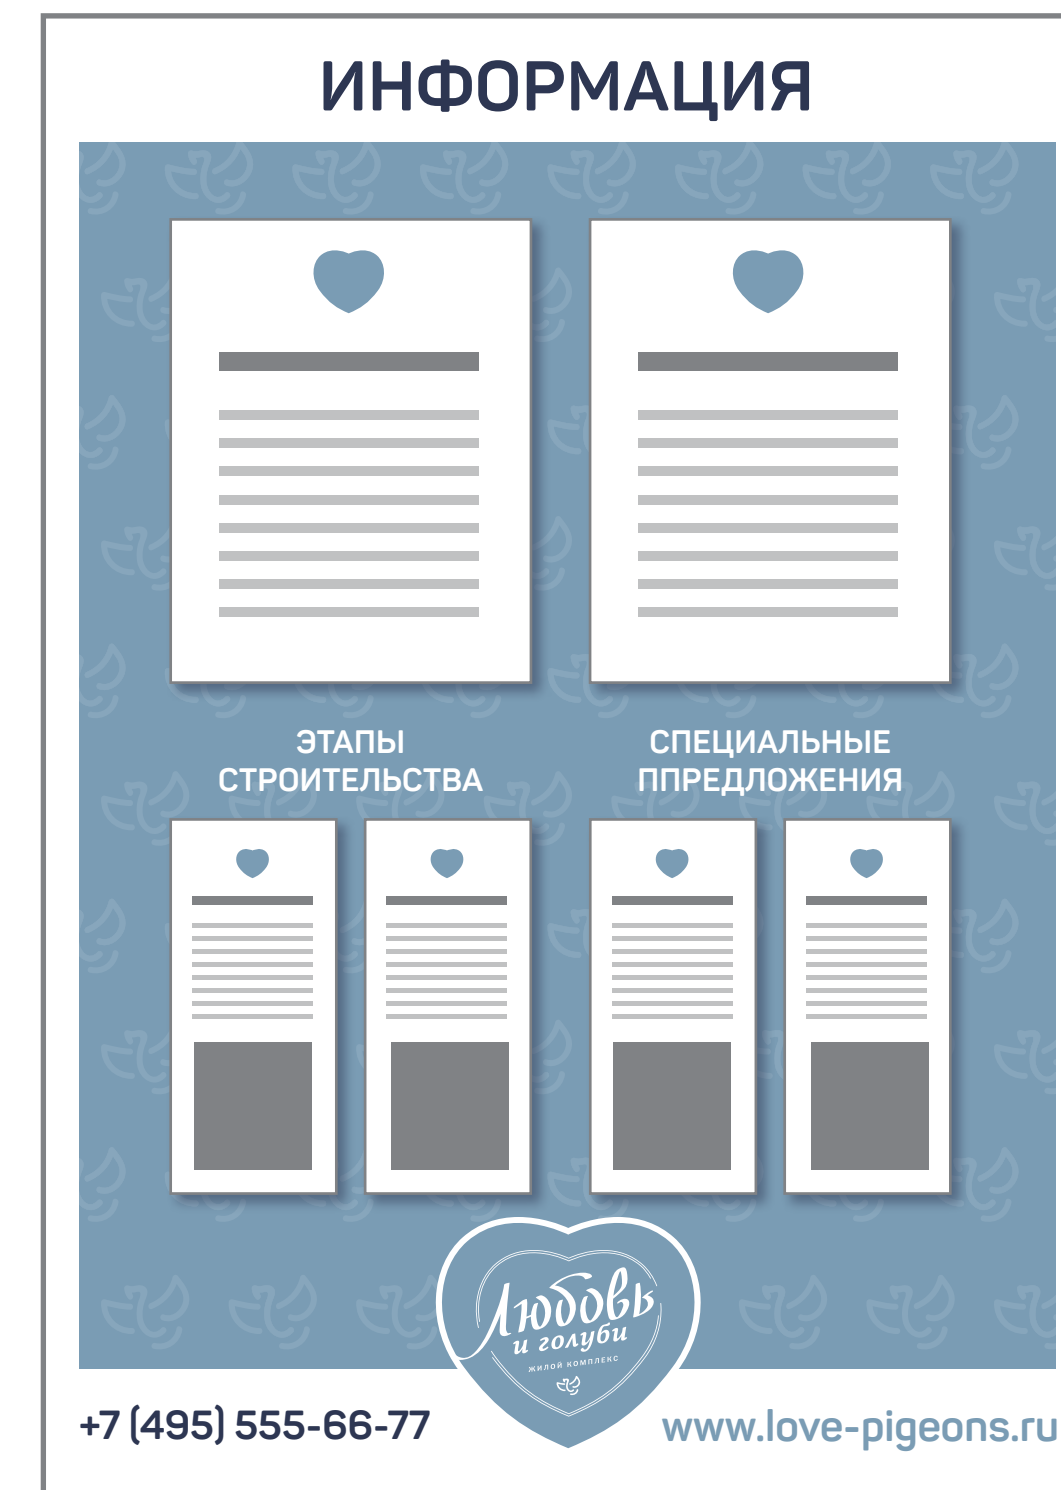 ИНФОРМАЦИЯ
ЭТАПЫ
СТРОИТЕЛЬСТВА
СПЕЦИАЛЬНЫЕ
ППРЕДЛОЖЕНИЯ
Любовь
и голуби
ЖИЛОЙ КОМПЛЕКС
+7 (495) 555-66-77
www.love-pigeons.ru